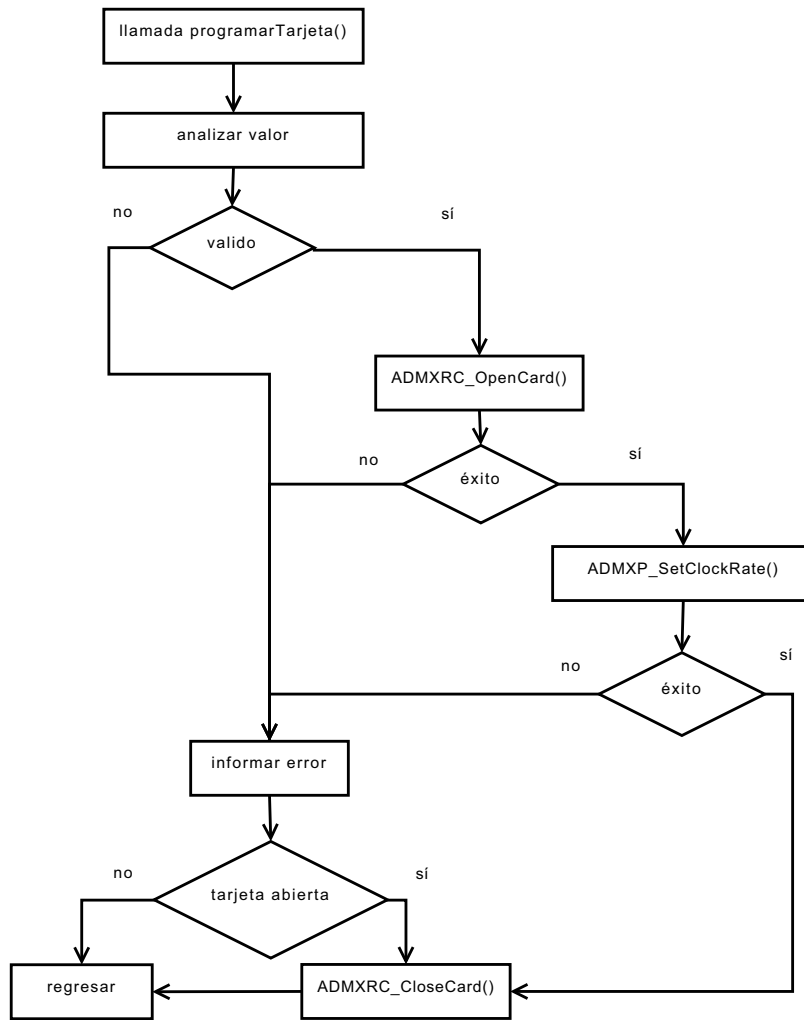 llamada programarTarjeta()
analizar valor
no
sí
valido
ADMXRC_OpenCard()
no
sí
éxito
ADMXP_SetClockRate()
no
sí
éxito
informar error
no
sí
tarjeta abierta
regresar
ADMXRC_CloseCard()